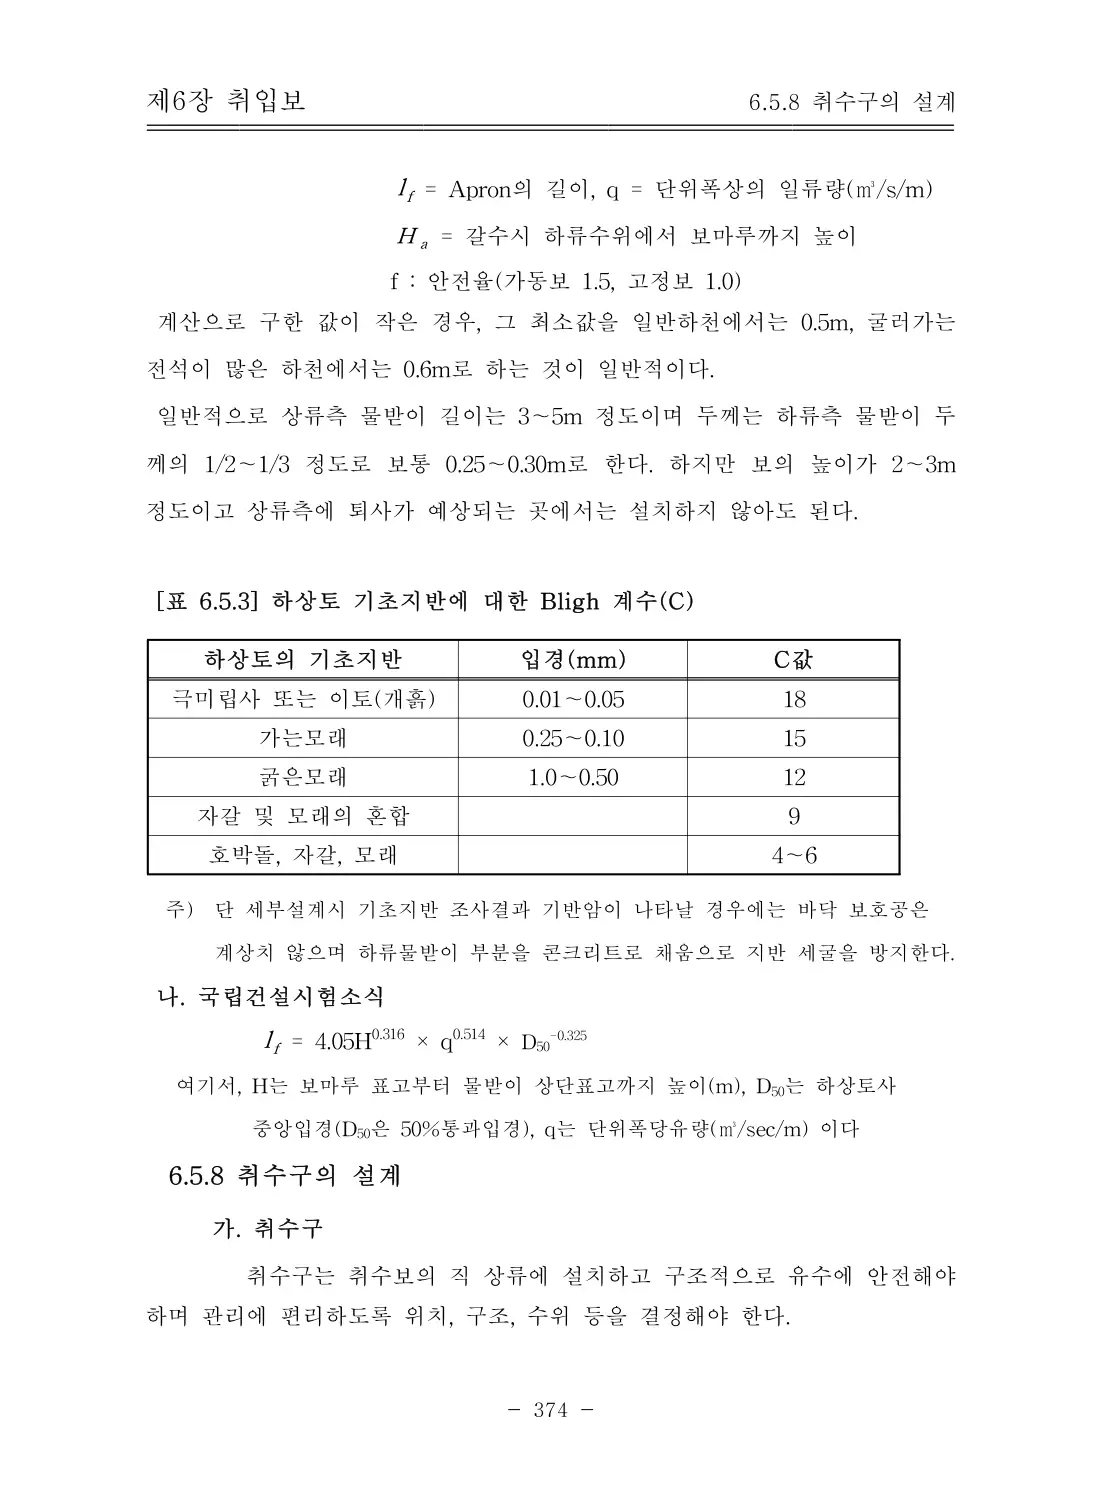 제6장 취입보 6.5.8 취수구의 설계
l_f = Apron의 길이, q = 단위폭상의 일류량(㎥/s/m)
H_a = 갈수시 하류수위에서 보마루까지 높이
f : 안전율(가동보 1.5, 고정보 1.0)
계산으로 구한 값이 작은 경우, 그 최소값을 일반하천에서는 0.5m, 굴러가는
전석이 많은 하천에서는 0.6m로 하는 것이 일반적이다.
일반적으로 상류측 물받이 길이는 3~5m 정도이며 두께는 하류측 물받이 두
께의 1/2~1/3 정도로 보통 0.25~0.30m로 한다. 하지만 보의 높이가 2~3m
정도이고 상류측에 퇴사가 예상되는 곳에서는 설치하지 않아도 된다.
[표 6.5.3] 하상토 기초지반에 대한 Bligh 계수(C)
하상토의 기초지반 입경(mm) C값
극미립사 또는 이토(개흙) 0.01~0.05 18
가는모래 0.25~0.10 15
굵은모래 1.0~0.50 12
자갈 및 모래의 혼합 9
호박돌, 자갈, 모래 4~6
주) 단 세부설계시 기초지반 조사결과 기반암이 나타날 경우에는 바닥 보호공은
계상치 않으며 하류물받이 부분을 콘크리트로 채움으로 지반 세굴을 방지한다.
나. 국립건설시험소식
l_f = 4.05H^0.316 × q^0.514 × D₅₀^-0.325
여기서, H는 보마루 표고부터 물받이 상단표고까지 높이(m), D₅₀는 하상토사
중앙입경(D₅₀은 50%통과입경), q는 단위폭당유량(㎥/sec/m) 이다
6.5.8 취수구의 설계
가. 취수구
취수구는 취수보의 직 상류에 설치하고 구조적으로 유수에 안전해야
하며 관리에 편리하도록 위치, 구조, 수위 등을 결정해야 한다.
- 374 -